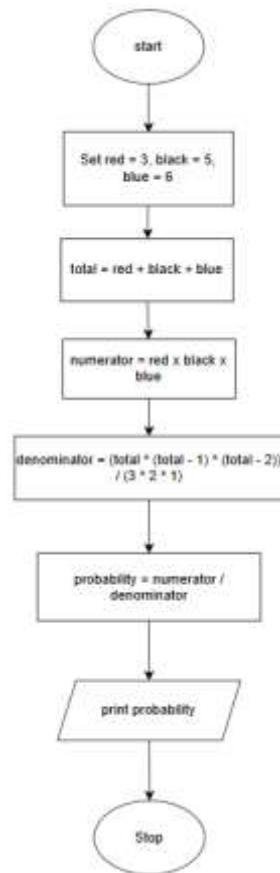 start
Set red = 3, black = 5,
blue = 6
total = red + black + blue
numerator = red x black x
blue
denominator = (total * (total - 1) * (total - 2))
/ (3 * 2 * 1)
probability = numerator /
denominator
print probability
Stop